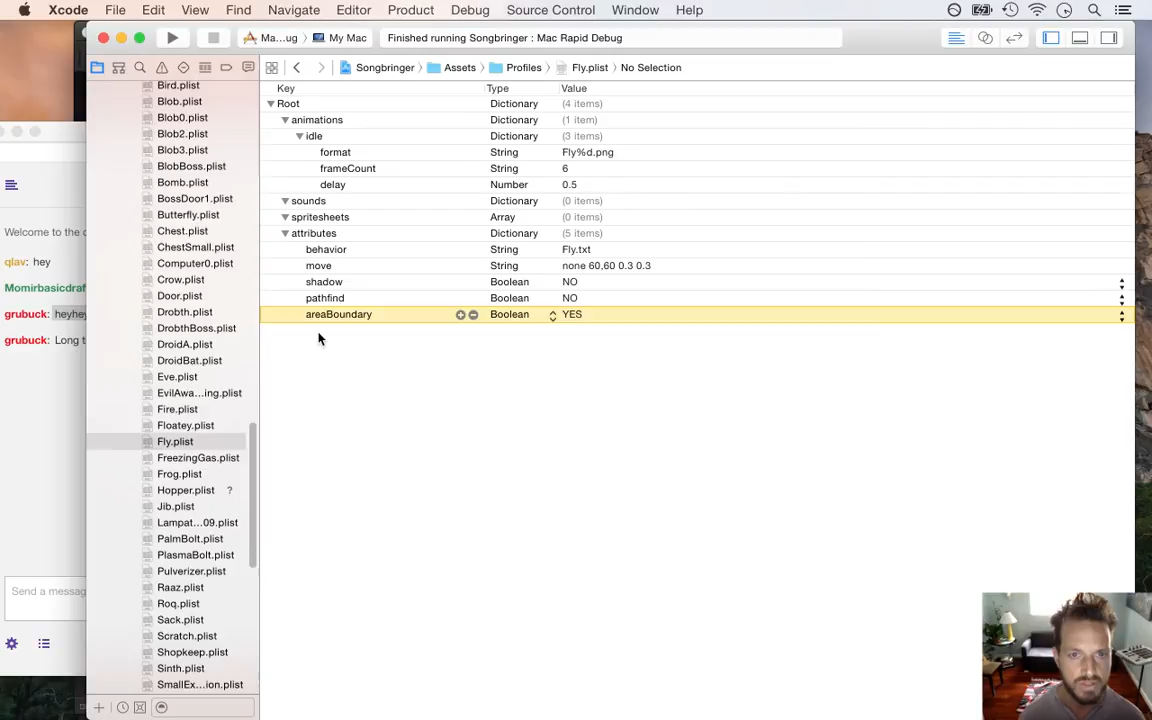 Xcode File Edit View Find Navigate Editor Product Debug Source Control Window Help
Ma...ug My Mac Finished running Songbringer : Mac Rapid Debug
Songbringer Assets Profiles Fly.plist No Selection
Key Type Value
Root Dictionary (4 items)
animations Dictionary (1 item)
idle Dictionary (3 items)
format String Fly%d.png
frameCount String 6
delay Number 0.5
sounds Dictionary (0 items)
spritesheets Array (0 items)
attributes Dictionary (5 items)
behavior String Fly.txt
move String none 60,60 0.3 0.3
shadow Boolean NO
pathfind Boolean NO
areaBoundary Boolean YES
Bird.plist
Blob.plist
Blob0.plist
Blob2.plist
Blob3.plist
BlobBoss.plist
Bomb.plist
BossDoor1.plist
Butterfly.plist
Chest.plist
ChestSmall.plist
Computer0.plist
Crow.plist
Door.plist
Drobth.plist
DrobthBoss.plist
DroidA.plist
DroidBat.plist
Eve.plist
EvilAwa...ing.plist
Fire.plist
Floatey.plist
Fly.plist
FreezingGas.plist
Frog.plist
Hopper.plist ?
Jib.plist
Lampat...09.plist
PalmBolt.plist
PlasmaBolt.plist
Pulverizer.plist
Raaz.plist
Roq.plist
Sack.plist
Scratch.plist
Shopkeep.plist
Sinth.plist
SmallEx...ion.plist
Welcome to the
qlav: hey
Momirbasicdraf
grubuck: heyhey
grubuck: Long t
Send a messag